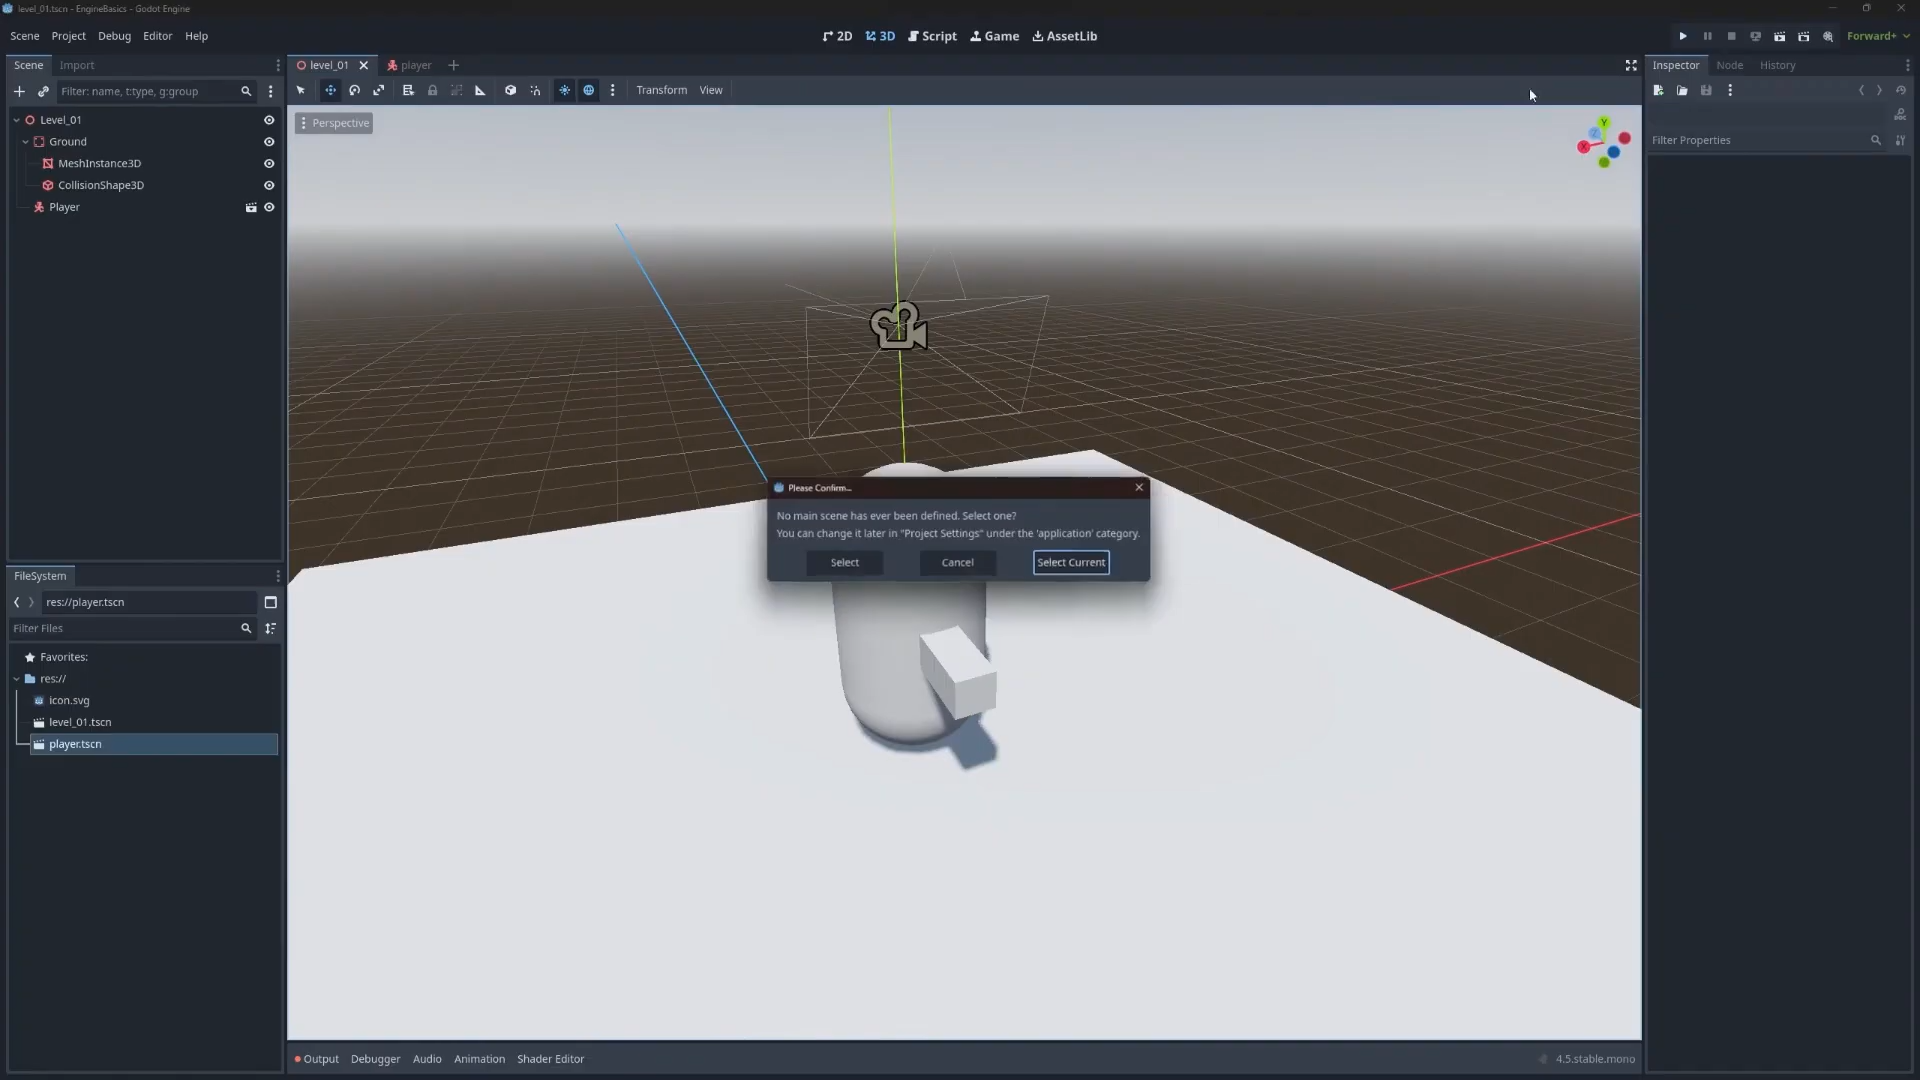 level_01.tscn - EngineBasics - Godot Engine
Scene Project Debug Editor Help
2D 3D Script Game AssetLib
Forward+
Scene Import
level_01 player
Inspector Node History
Filter: name, t:type, g:group
Transform View
Level_01
Ground
MeshInstance3D
CollisionShape3D
Player
Perspective
Y
Z
X
Filter Properties
Please Confirm...
No main scene has ever been defined. Select one?
You can change it later in "Project Settings" under the 'application' category.
Select Cancel Select Current
FileSystem
res://player.tscn
Filter Files
Favorites:
res://
icon.svg
level_01.tscn
player.tscn
Output Debugger Audio Animation Shader Editor
4.5.stable.mono